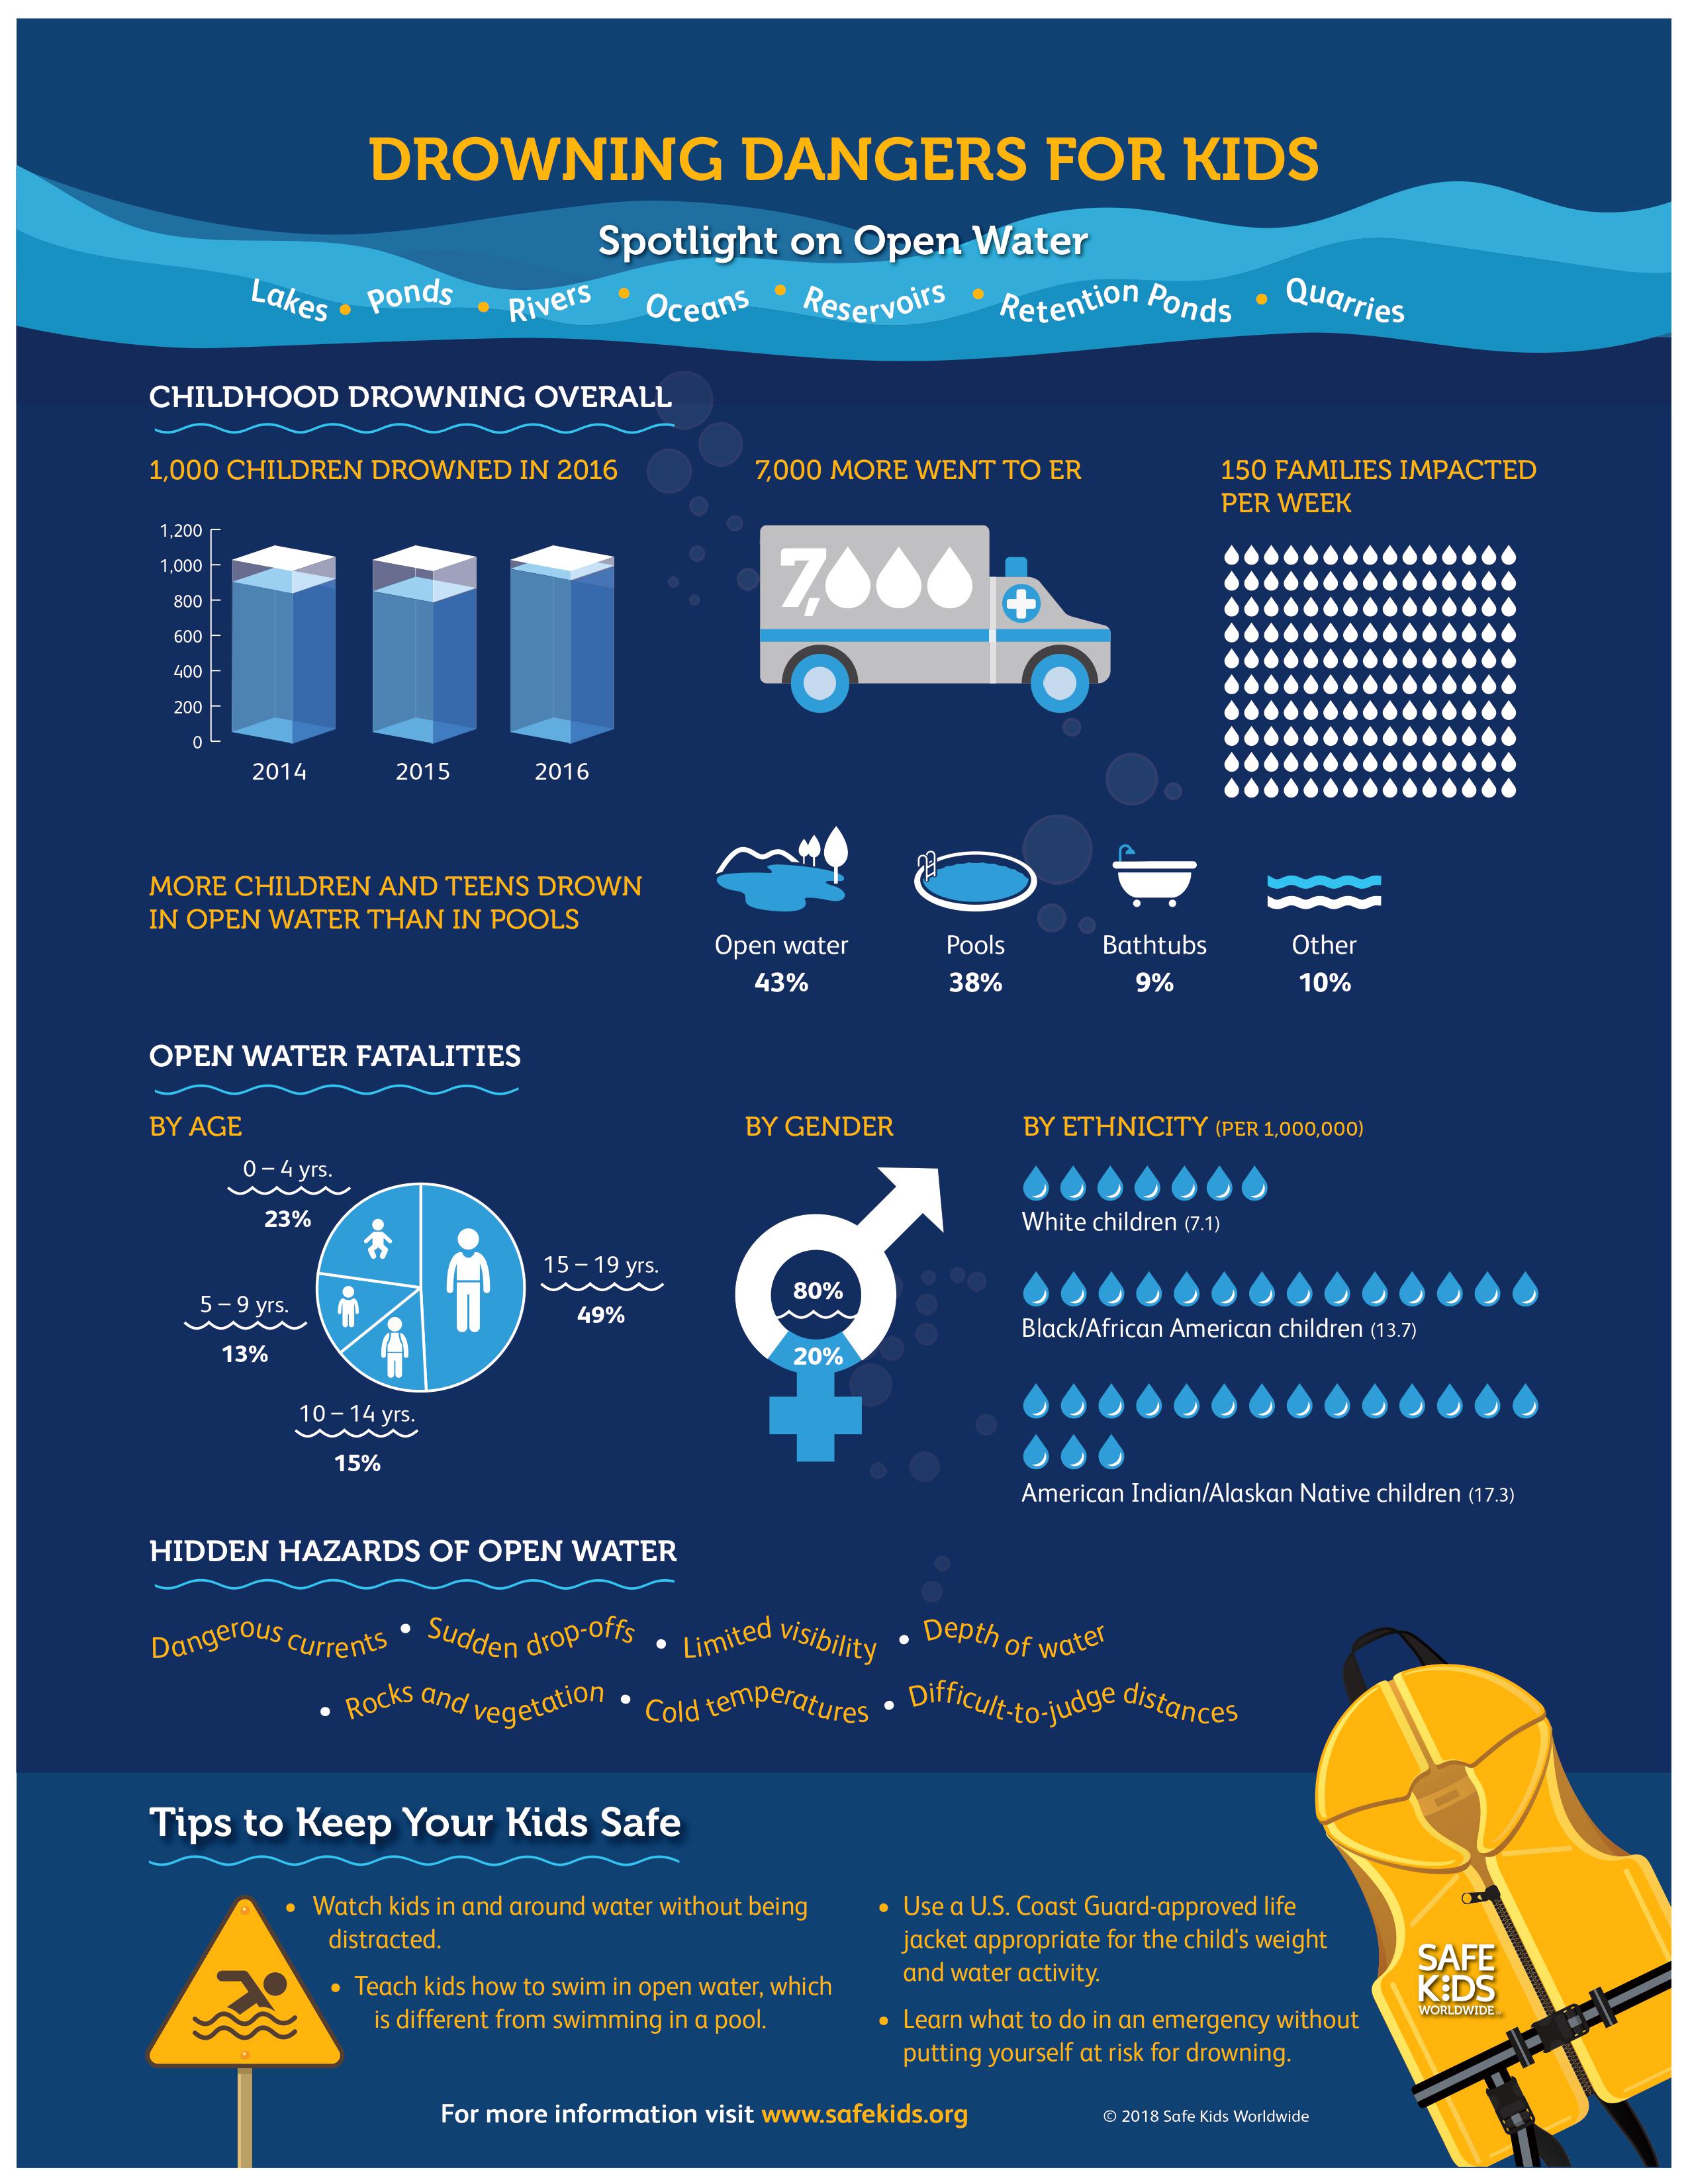 DROWNING DANGERS FOR KIDS
Spotlight on Open Water
Lakes • Ponds • Rivers • Oceans • Reservoirs • Retention Ponds • Quarries
CHILDHOOD DROWNING OVERALL
1,000 CHILDREN DROWNED IN 2016
1,200
1,000
800
600
400
200
0
2014
2015
2016
7,000 MORE WENT TO ER
7,
150 FAMILIES IMPACTED
PER WEEK
MORE CHILDREN AND TEENS DROWN
IN OPEN WATER THAN IN POOLS
Open water
43%
Pools
38%
Bathtubs
9%
Other
10%
OPEN WATER FATALITIES
BY AGE
0 – 4 yrs.
23%
5 – 9 yrs.
13%
10 – 14 yrs.
15%
15 – 19 yrs.
49%
BY GENDER
80%
20%
BY ETHNICITY (PER 1,000,000)
White children (7.1)
Black/African American children (13.7)
American Indian/Alaskan Native children (17.3)
HIDDEN HAZARDS OF OPEN WATER
Dangerous currents • Sudden drop-offs • Limited visibility • Depth of water
• Rocks and vegetation • Cold temperatures • Difficult-to-judge distances
Tips to Keep Your Kids Safe
• Watch kids in and around water without being
distracted.
• Teach kids how to swim in open water, which
is different from swimming in a pool.
• Use a U.S. Coast Guard-approved life
jacket appropriate for the child's weight
and water activity.
• Learn what to do in an emergency without
putting yourself at risk for drowning.
SAFE
KIDS
WORLDWIDE
For more information visit www.safekids.org
© 2018 Safe Kids Worldwide